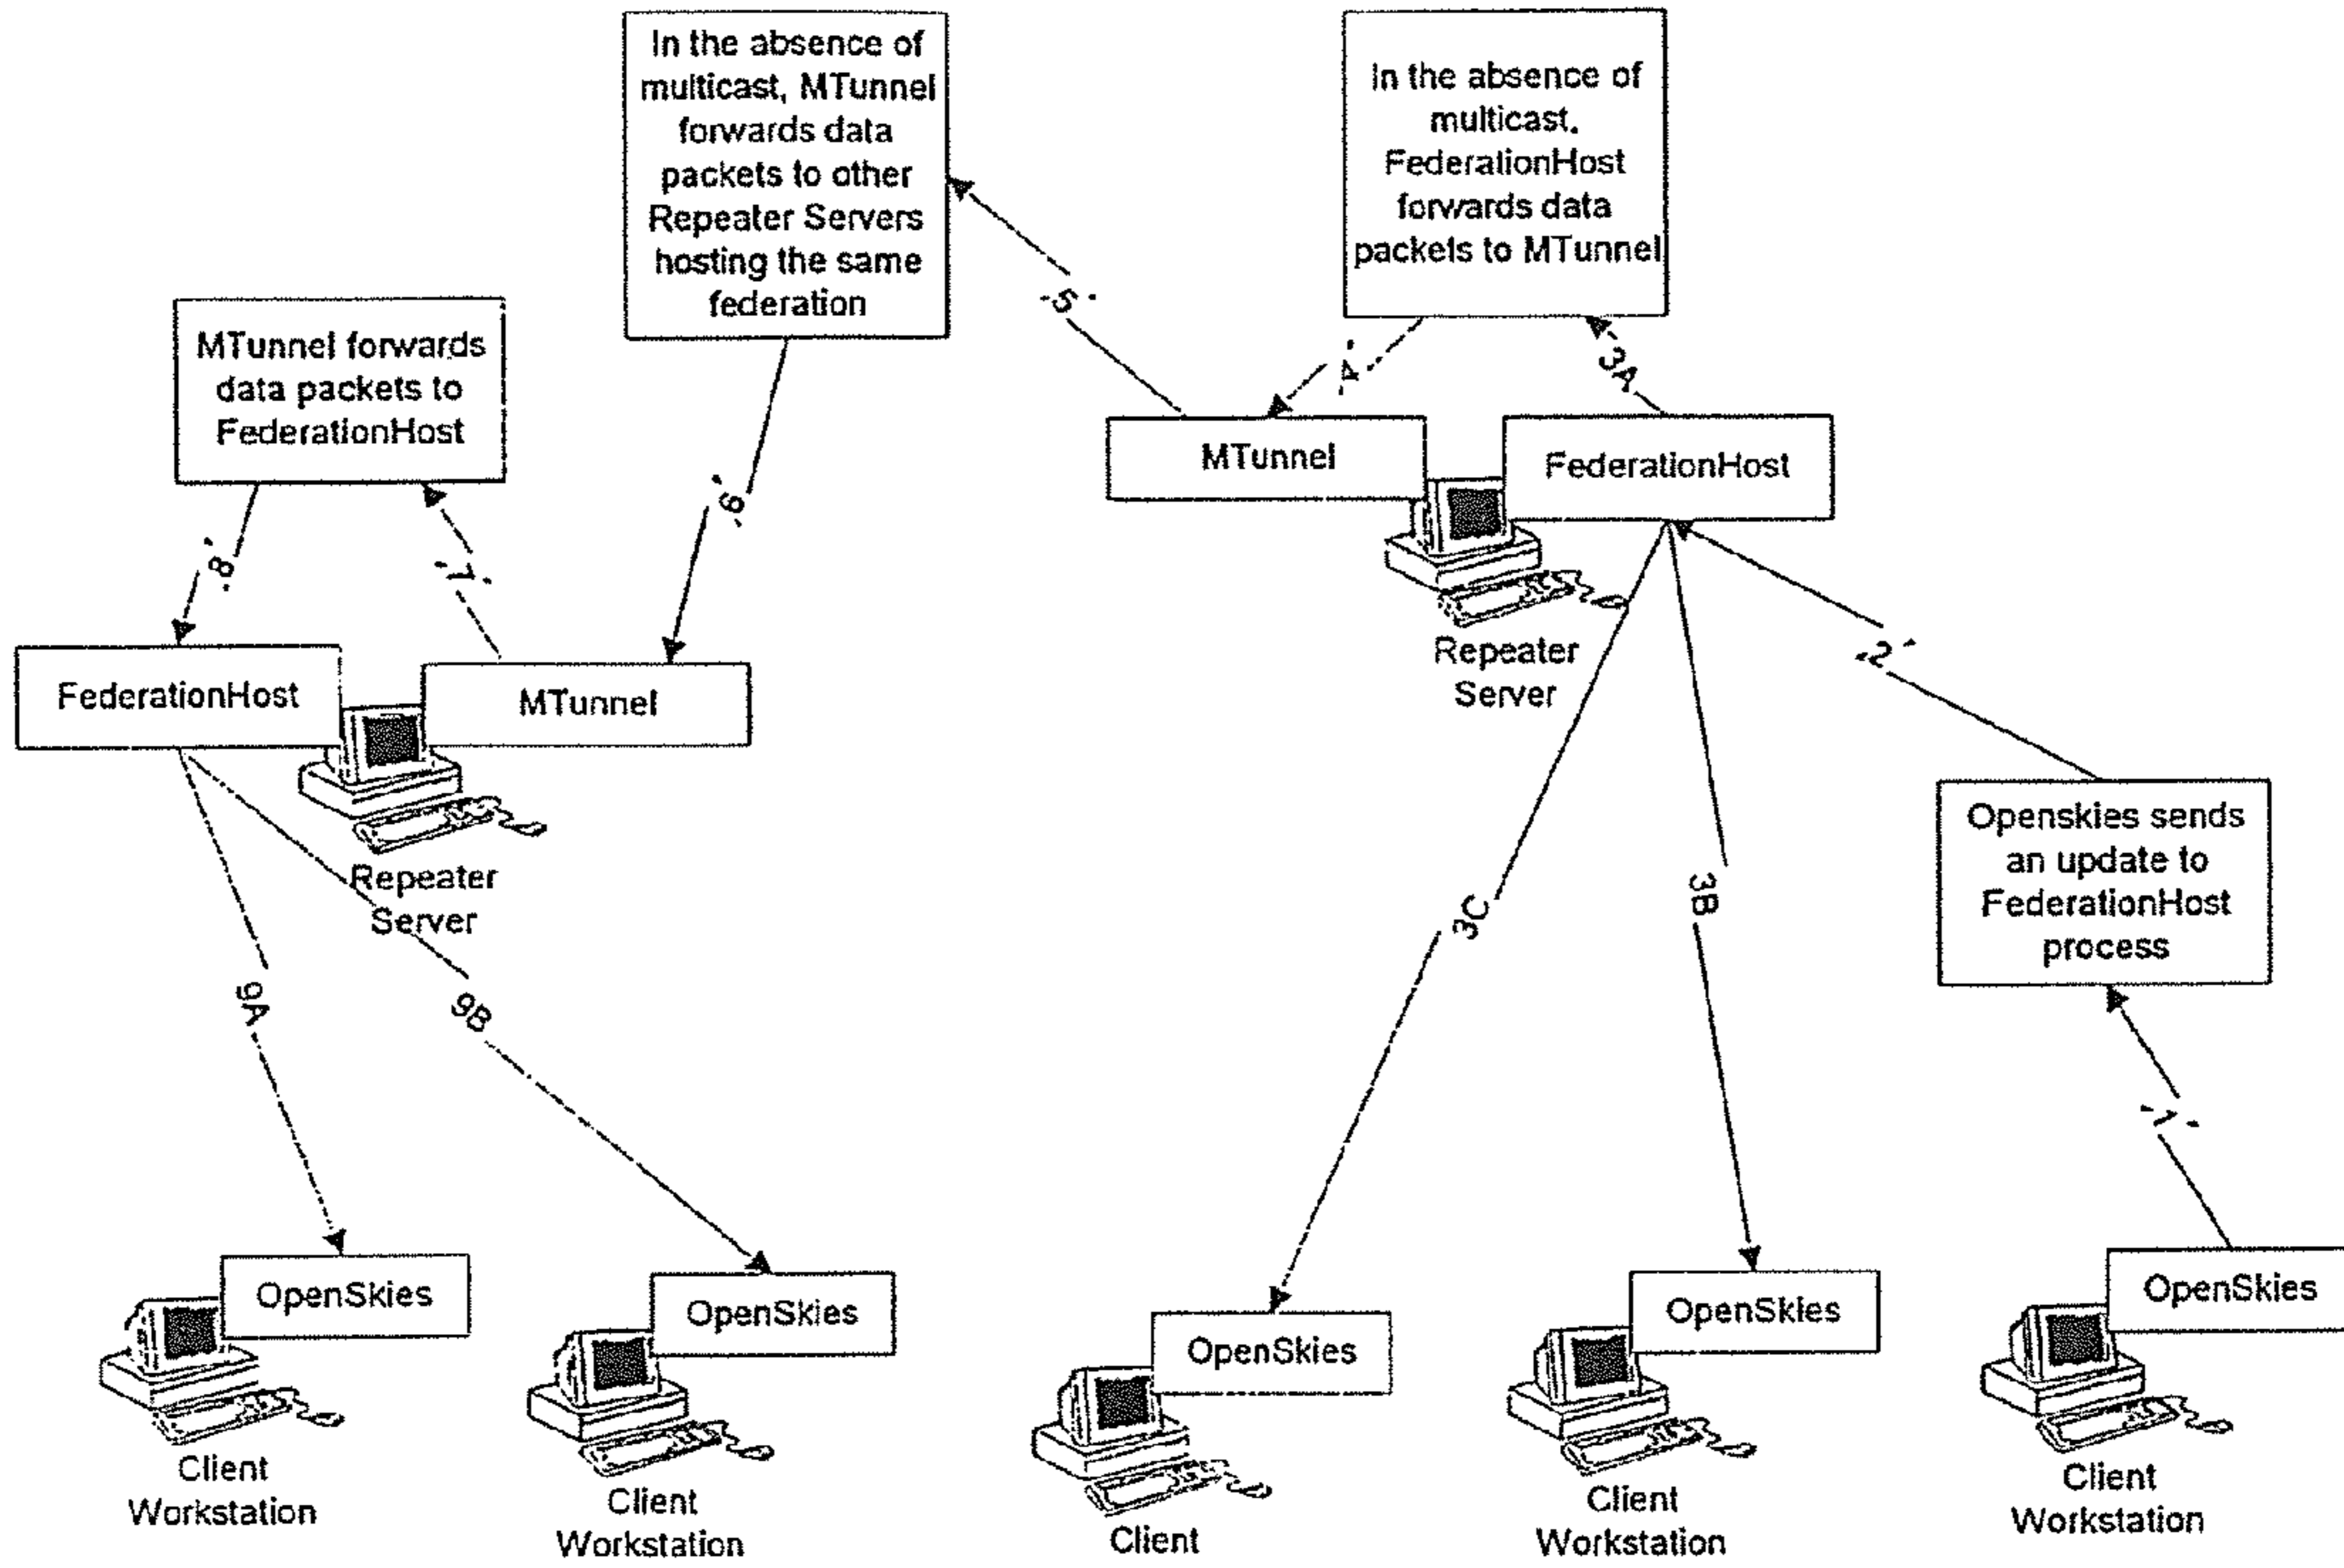 In the absence of
multicast, MTunnel
forwards data
packets to other
Repeater Servers
hosting the same
federation
In the absence of
multicast,
FederationHost
forwards data
packets to MTunnel
MTunnel forwards
data packets to
FederationHost
5
4
3A
MTunnel
FederationHost
6
8
7
2
Repeater
Server
FederationHost
MTunnel
Repeater
Server
3C
3B
Openskies sends
an update to
FederationHost
process
9A
9B
1
OpenSkies
OpenSkies
OpenSkies
OpenSkies
OpenSkies
Client
Workstation
Client
Workstation
Client
Client
Workstation
Client
Workstation